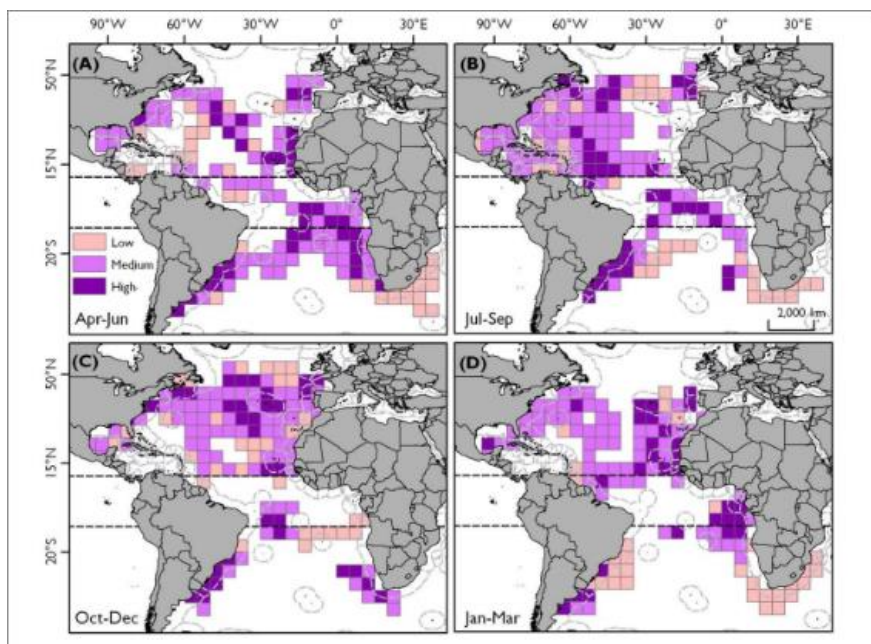 90°W 60°W 30°W 0° 30°E 90°W 60°W 30°W 0° 30°E
(A) (B)
50°N
15°N
20°S
Low
Medium
High
Apr-Jun Jul-Sep 2,000 km
(C) (D)
50°N
15°N
20°S
Oct-Dec Jan-Mar